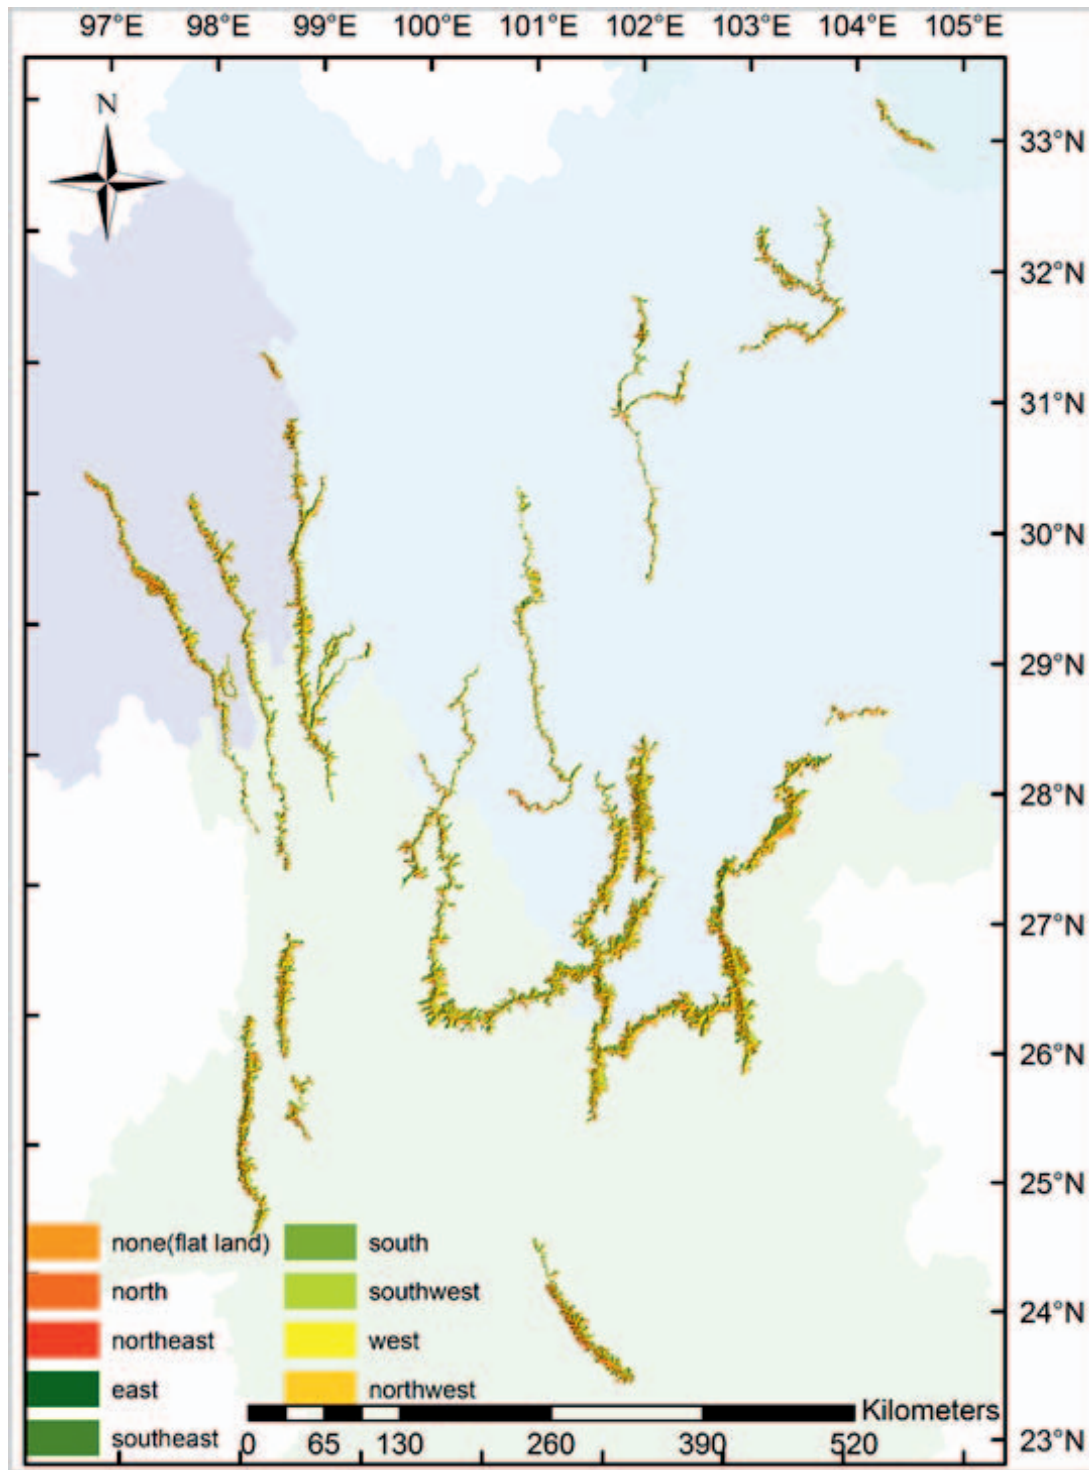 97°E 98°E 99°E 100°E 101°E 102°E 103°E 104°E 105°E
N
33°N
32°N
31°N
30°N
29°N
28°N
27°N
26°N
25°N
24°N
23°N
none(flat land)
north
northeast
east
southeast
south
southwest
west
northwest
Kilometers
0 65 130 260 390 520